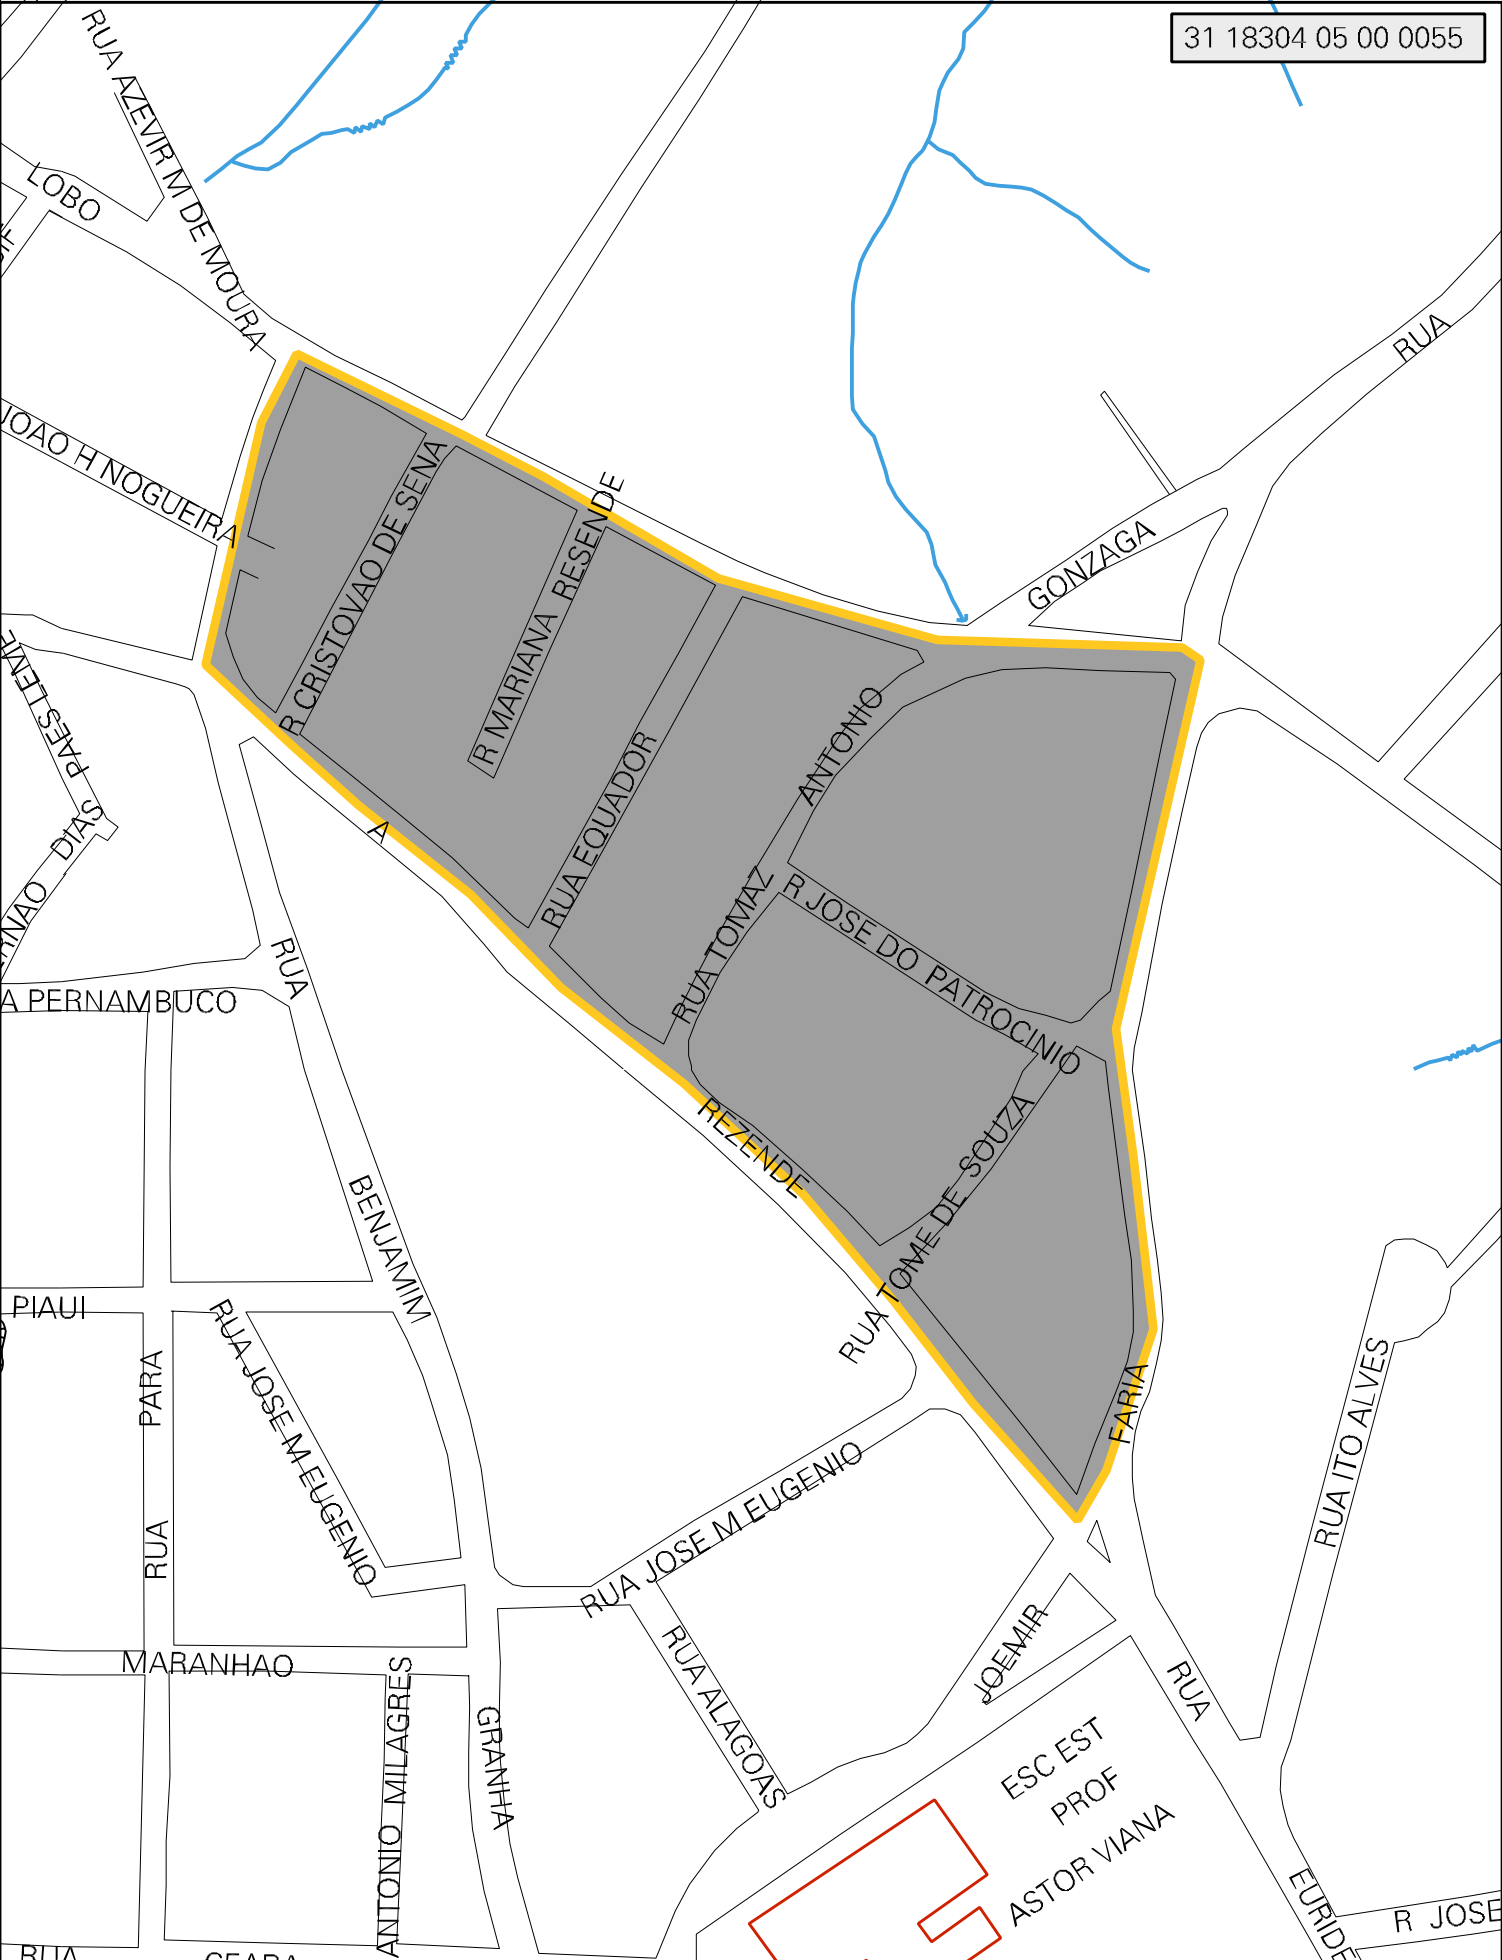 31 18304 05 00 0055
RUA AZEVIR M DE MOURA
LOBO
RUA
JOAO H NOGUEIRA
R CRISTOVAO DE SENA
R MARIANA RESENDE
GONZAGA
PAES LEME
DIAS
A
RUA EQUADOR
ANTONIO
RUA TOMAZ
R JOSE DO PATROCINIO
RUA
A PERNAMBUCO
REZENDE
RUA TOME DE SOUZA
BENJAMIM
PIAUI
RUA JOSE M EUGENIO
PARA
RUA
FARIA
RUA ITO ALVES
RUA JOSE M EUGENIO
JOEMIR
RUA ALAGOAS
MARANHAO
ANTONIO MILAGRES
GRANHA
RUA
ESC EST
PROF
ASTOR VIANA
EURIDE
R JOSE
RUA
CEARA